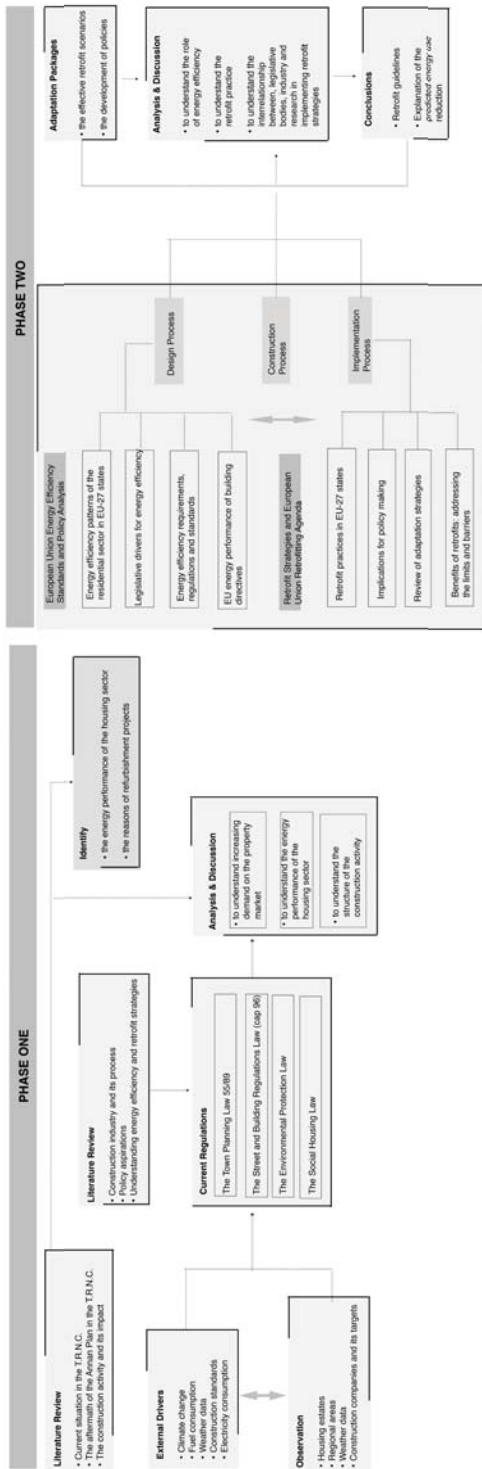 PHASE ONE
Literature Review
• Current situation in the T.R.N.C.
• The aftermath of the Annan Plan in the T.R.N.C.
• The construction activity and its impact
External Drivers
• Climate change
• Fuel consumption
• Weather data
• Construction standards
• Electricity consumption
Observation
• Housing estates
• Regional areas
• Weather data
• Construction companies and its targets
Literature Review
• Construction industry and its process
• Policy aspirations
• Understanding energy efficiency and retrofit strategies
Current Regulations
The Town Planning Law 55/89
The Street and Building Regulations Law (cap 96)
The Environmental Protection Law
The Social Housing Law
Identify
• the energy performance of the housing sector
• the reasons of refurbishment projects
Analysis & Discussion
• to understand increasing
demand on the property
market
• to understand the energy
performance of the
housing sector
• to understand the
structure of the
construction activity
PHASE TWO
European Union Energy Efficiency
Standards and Policy Analysis
Energy efficiency patterns of the
residential sector in EU-27 states
Legislative drivers for energy efficiency
Energy efficiency requirements,
regulations and standards
EU energy performance of building
directives
Retrofit Strategies and European
Union Retrofitting Agenda
Retrofit practices in EU-27 states
Implications for policy making
Review of adaptation strategies
Benefits of retrofits: addressing
the limits and barriers
Design Process
Construction
Process
Implementation
Process
Adaptation Packages
• the effective retrofit scenarios
• the development of policies
Analysis & Discussion
• to understand the role
of energy efficiency
• to understand the
retrofit practice
• to understand the
interrelationship
between, legislative
bodies, industry and
research in
implementing retrofit
strategies
Conclusions
• Retrofit guidelines
• Explanation of the
predicted energy use
reduction